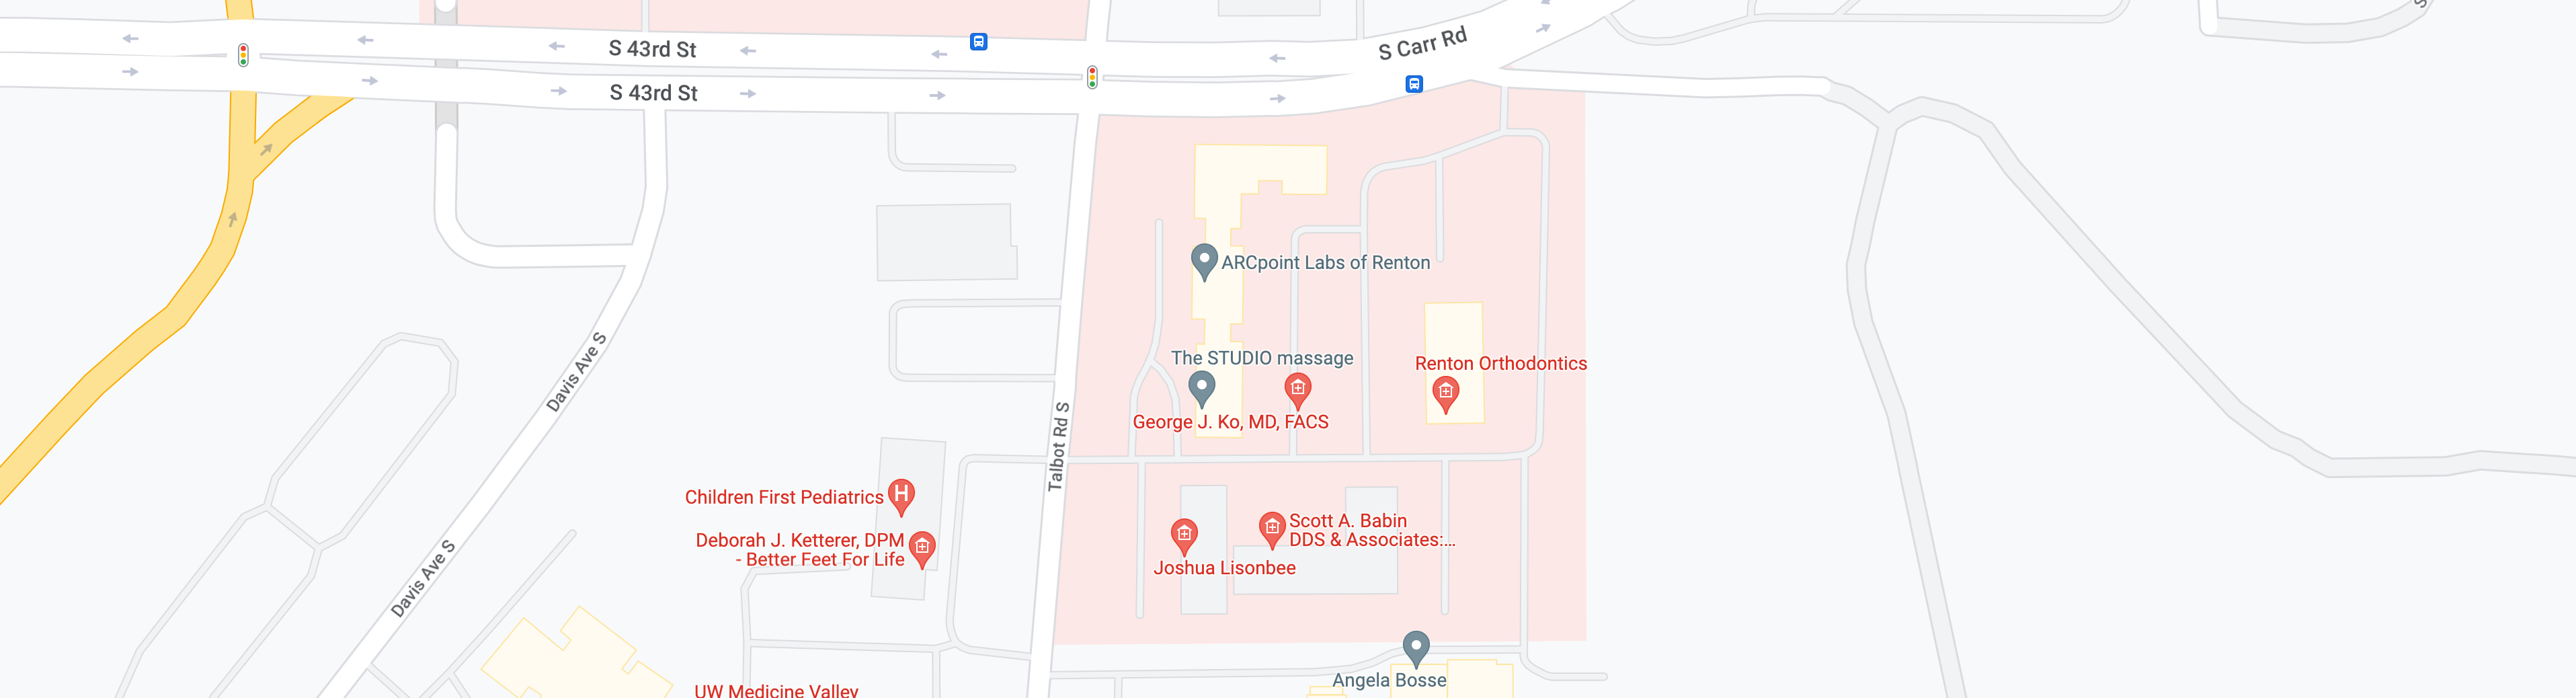 S 43rd St
S Carr Rd
S 43rd St
ARCpoint Labs of Renton
The STUDIO massage
Renton Orthodontics
George J. Ko, MD, FACS
Davis Ave S
Talbot Rd S
Children First Pediatrics
Deborah J. Ketterer, DPM
- Better Feet For Life
Scott A. Babin
DDS & Associates:...
Joshua Lisonbee
Davis Ave S
Angela Bosse
UW Medicine Valley
H